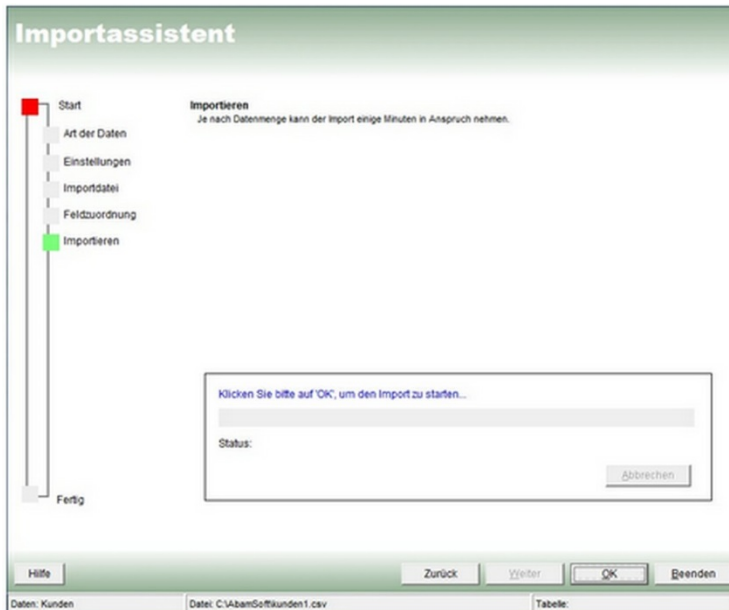 Importassistent
Start
Importieren
Je nach Datenmenge kann der Import einige Minuten in Anspruch nehmen.
Art der Daten
Einstellungen
Importdatei
Feldzuordnung
Importieren
Klicken Sie bitte auf 'OK', um den Import zu starten...
Status:
Abbrechen
Fertig
Hilfe
Zurück
Weiter
OK
Beenden
Daten: Kunden
Datei: C:\AbamSoft\kunden1.csv
Tabelle: